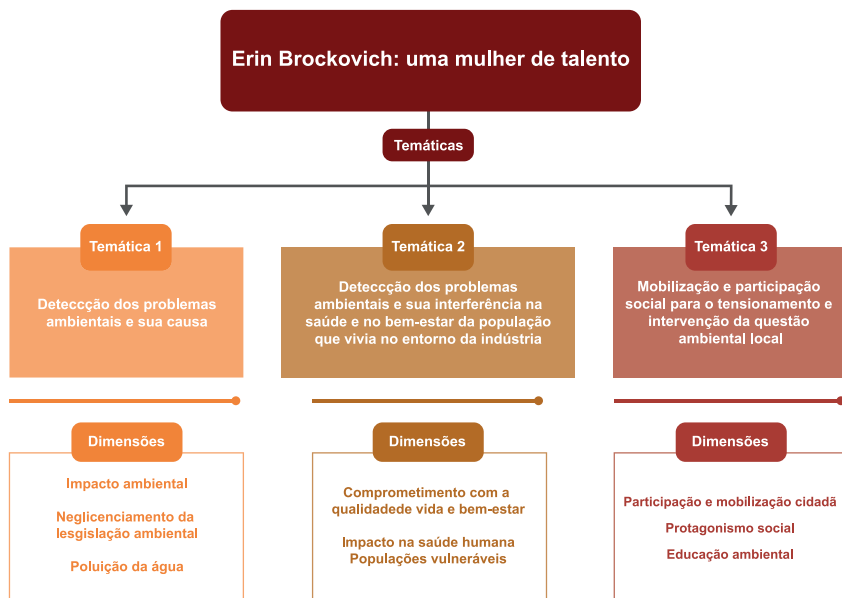 Erin Brockovich: uma mulher de talento
Temáticas
Temática 1
Deteccção dos problemas
ambientais e sua causa
Temática 2
Deteccção dos problemas
ambientais e sua interferência na
saúde e no bem-estar da população
que vivia no entorno da indústria
Temática 3
Mobilização e participação
social para o tensionamento e
intervenção da questão
ambiental local
Dimensões
Impacto ambiental
Neglicenciamento da
lesgislação ambiental
Poluição da água
Dimensões
Comprometimento com a
qualidadede vida e bem-estar
Impacto na saúde humana
Populações vulneráveis
Dimensões
Participação e mobilização cidadã
Protagonismo social
Educação ambiental